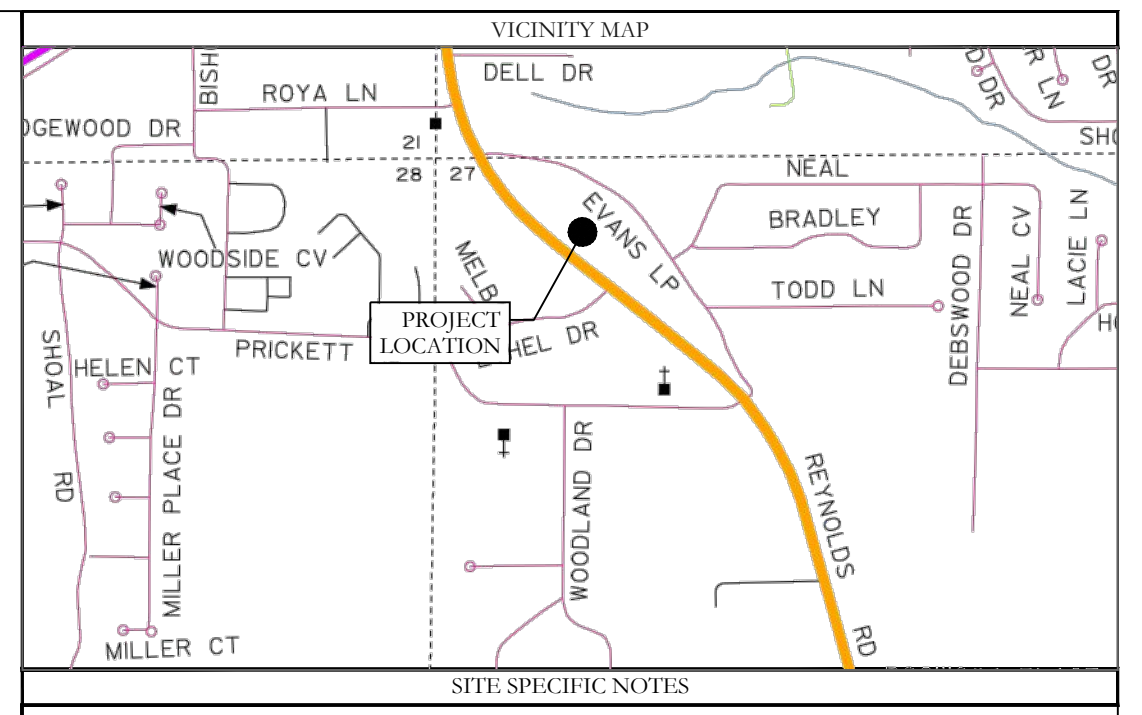 VICINITY MAP
BISH
ROYA LN
DELL DR
D DR
R LN
DR
DGEWOOD DR
21
SHO
28
27
NEAL
EVANS LP
BRADLEY
WOODSIDE CV
MELB
DEBSWOOD DR
NEAL CV
LACIE LN
TODD LN
PROJECT
LOCATION
HEL DR
PRICKETT
HO
SHOAL
RD
HELEN CT
MILLER PLACE DR
WOODLAND DR
REYNOLDS
RD
MILLER CT
SITE SPECIFIC NOTES